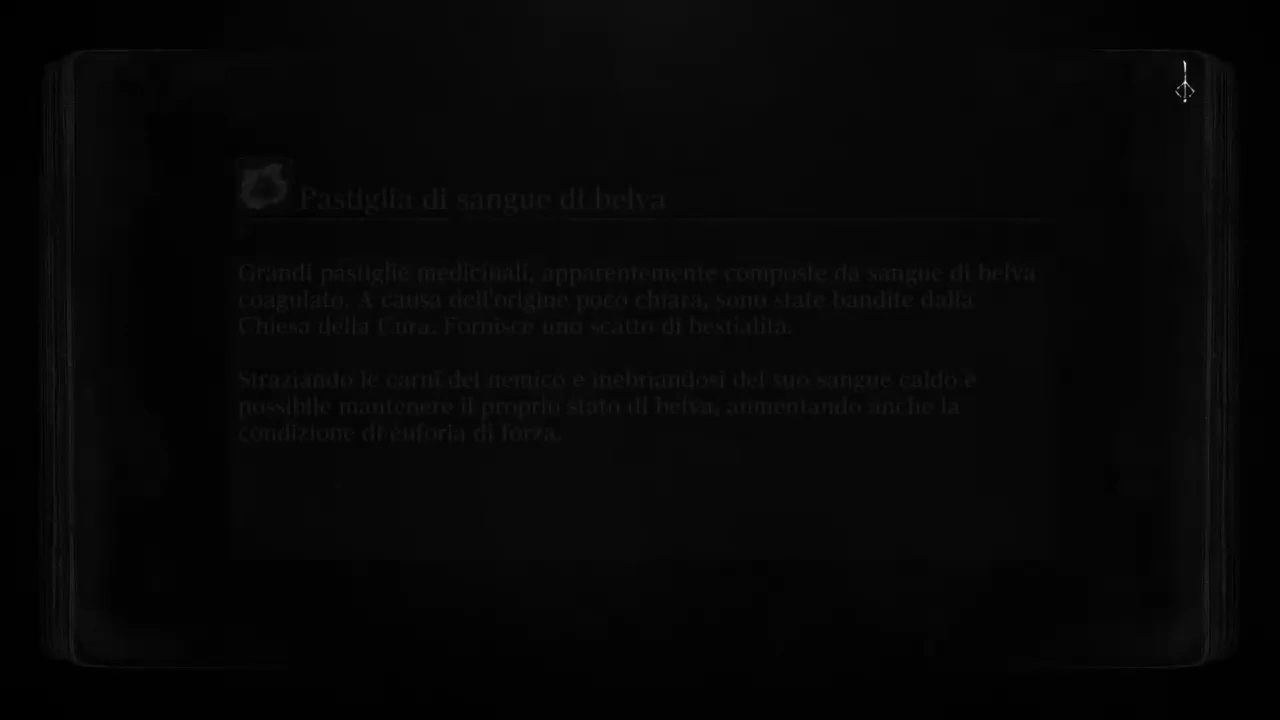 Pastiglia di sangue di belva
Grandi pastiglie medicinali, apparentemente composte da sangue di belva
coagulato. A causa dell'origine poco chiara, sono state bandite dalla
Chiesa della Cura. Fornisce uno scatto di bestialità.
Straziando le carni del nemico e inebriandosi del suo sangue caldo è
possibile mantenere il proprio stato di belva, aumentando anche la
condizione di euforia di forza.